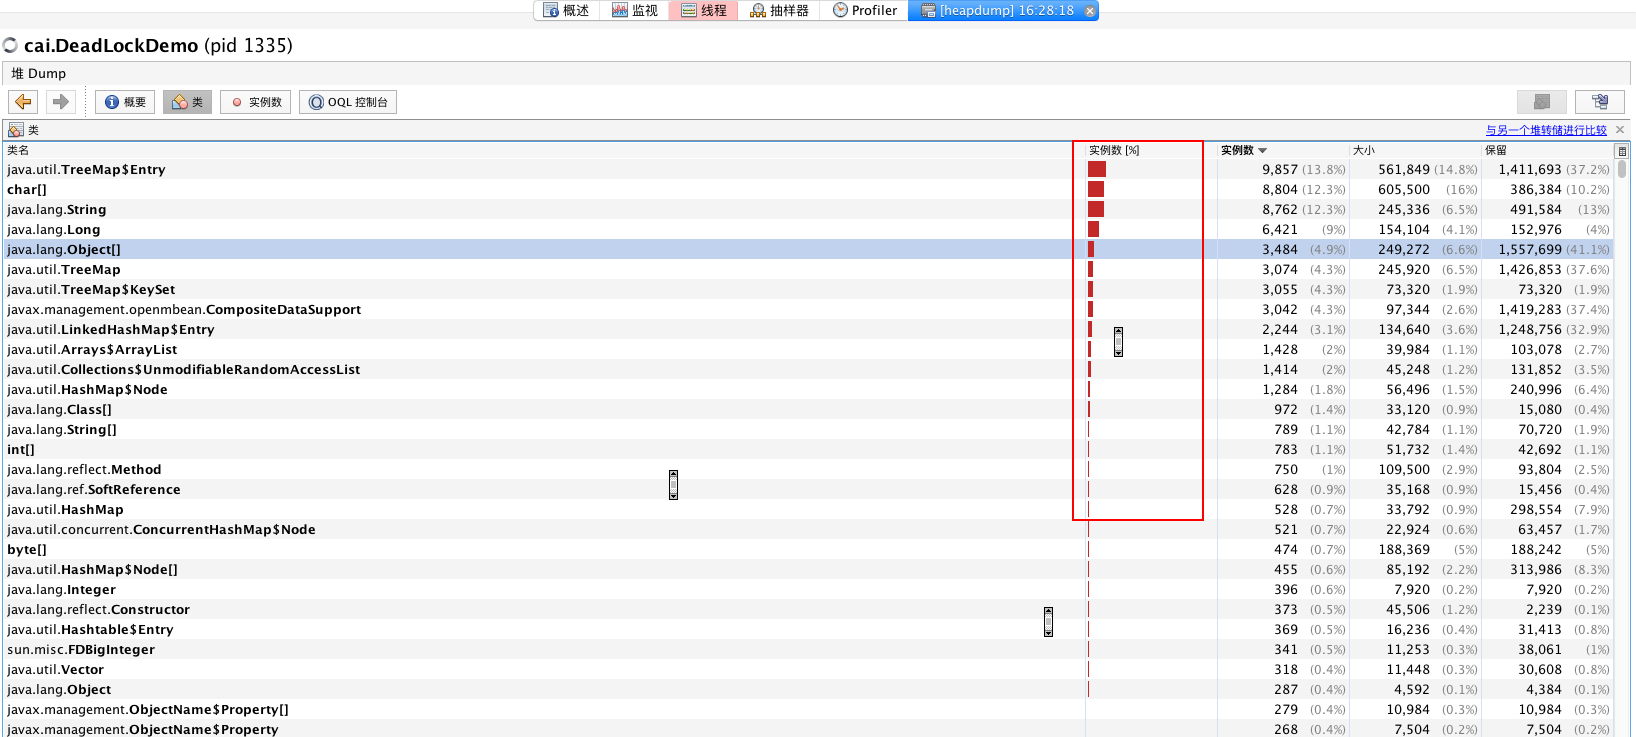 概述 监视 线程 抽样器 Profiler [heapdump] 16:28:18
cai.DeadLockDemo (pid 1335)
堆 Dump
概要 类 实例数 OQL 控制台
类 与另一个堆转储进行比较
类名 实例数 [%] 实例数 大小 保留
java.util.TreeMap$Entry 9,857 (13.8%) 561,849 (14.8%) 1,411,693 (37.2%)
char[] 8,804 (12.3%) 605,500 (16%) 386,384 (10.2%)
java.lang.String 8,762 (12.3%) 245,336 (6.5%) 491,584 (13%)
java.lang.Long 6,421 (9%) 154,104 (4.1%) 152,976 (4%)
java.lang.Object[] 3,484 (4.9%) 249,272 (6.6%) 1,557,699 (41.1%)
java.util.TreeMap 3,074 (4.3%) 245,920 (6.5%) 1,426,853 (37.6%)
java.util.TreeMap$KeySet 3,055 (4.3%) 73,320 (1.9%) 73,320 (1.9%)
javax.management.openmbean.CompositeDataSupport 3,042 (4.3%) 97,344 (2.6%) 1,419,283 (37.4%)
java.util.LinkedHashMap$Entry 2,244 (3.1%) 134,640 (3.6%) 1,248,756 (32.9%)
java.util.Arrays$ArrayList 1,428 (2%) 39,984 (1.1%) 103,078 (2.7%)
java.util.Collections$UnmodifiableRandomAccessList 1,414 (2%) 45,248 (1.2%) 131,852 (3.5%)
java.util.HashMap$Node 1,284 (1.8%) 56,496 (1.5%) 240,996 (6.4%)
java.lang.Class[] 972 (1.4%) 33,120 (0.9%) 15,080 (0.4%)
java.lang.String[] 789 (1.1%) 42,784 (1.1%) 70,720 (1.9%)
int[] 783 (1.1%) 51,732 (1.4%) 42,692 (1.1%)
java.lang.reflect.Method 750 (1%) 109,500 (2.9%) 93,804 (2.5%)
java.lang.ref.SoftReference 628 (0.9%) 35,168 (0.9%) 15,456 (0.4%)
java.util.HashMap 528 (0.7%) 33,792 (0.9%) 298,554 (7.9%)
java.util.concurrent.ConcurrentHashMap$Node 521 (0.7%) 22,924 (0.6%) 63,457 (1.7%)
byte[] 474 (0.7%) 188,369 (5%) 188,242 (5%)
java.util.HashMap$Node[] 455 (0.6%) 85,192 (2.2%) 313,986 (8.3%)
java.lang.Integer 396 (0.6%) 7,920 (0.2%) 7,920 (0.2%)
java.lang.reflect.Constructor 373 (0.5%) 45,506 (1.2%) 2,239 (0.1%)
java.util.Hashtable$Entry 369 (0.5%) 16,236 (0.4%) 31,413 (0.8%)
sun.misc.FDBigInteger 341 (0.5%) 11,253 (0.3%) 38,061 (1%)
java.util.Vector 318 (0.4%) 11,448 (0.3%) 30,608 (0.8%)
java.lang.Object 287 (0.4%) 4,592 (0.1%) 4,384 (0.1%)
javax.management.ObjectName$Property[] 279 (0.4%) 10,984 (0.3%) 10,984 (0.3%)
javax.management.ObjectName$Property 268 (0.4%) 7,504 (0.2%) 7,504 (0.2%)